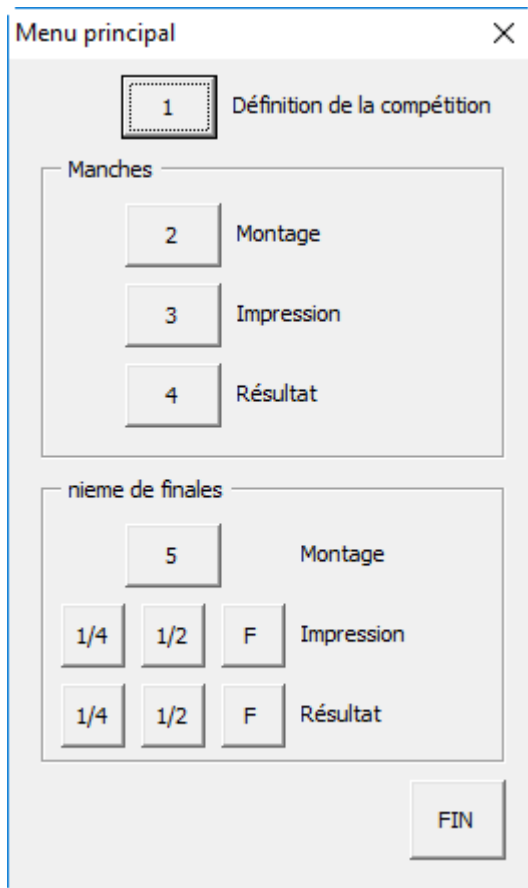 Menu principal
1 Définition de la compétition
Manches
2 Montage
3 Impression
4 Résultat
nieme de finales
5 Montage
1/4 1/2 F Impression
1/4 1/2 F Résultat
FIN